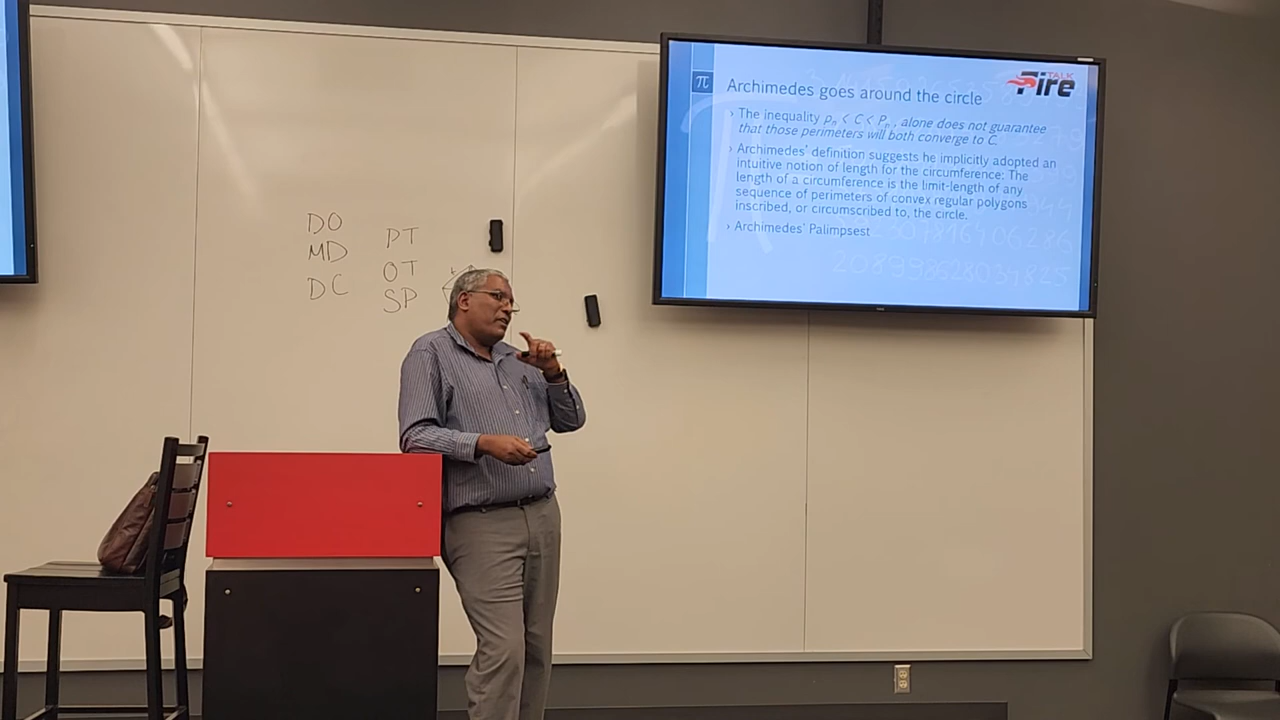 DO
MD
DC
PT
OT
SP
π
Archimedes goes around the circle
TALK
Fire
› The inequality pₙ < C < Pₙ, alone does not guarantee
that those perimeters will both converge to C.
› Archimedes' definition suggests he implicitly adopted an
intuitive notion of length for the circumference: The
length of a circumference is the limit-length of any
sequence of perimeters of convex regular polygons
inscribed, or circumscribed to, the circle.
› Archimedes' Palimpsest